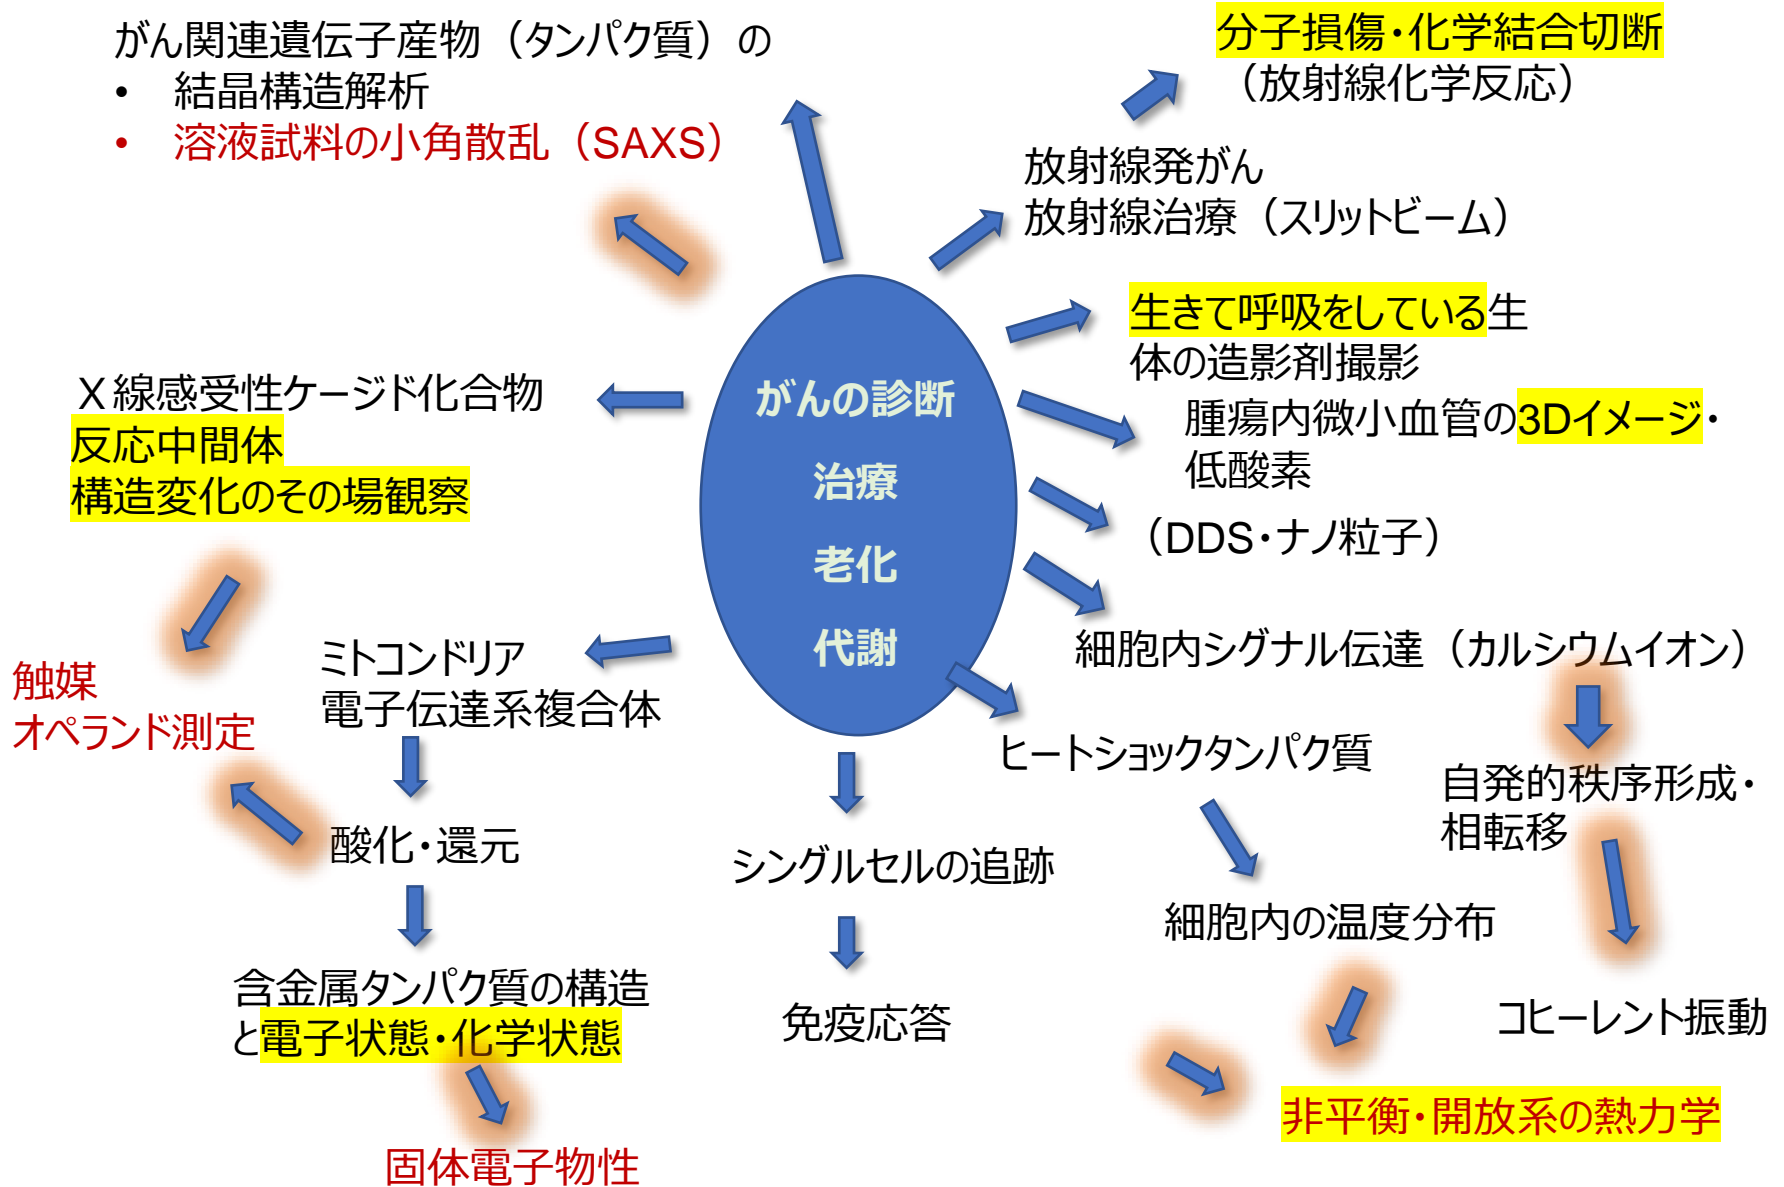 がん関連遺伝子産物（タンパク質）の
• 結晶構造解析
• 溶液試料の小角散乱（SAXS）
分子損傷・化学結合切断
（放射線化学反応）
放射線発がん
放射線治療（スリットビーム）
生きて呼吸をしている生
体の造影剤撮影
腫瘍内微小血管の3Dイメージ・
低酸素
（DDS・ナノ粒子）
細胞内シグナル伝達（カルシウムイオン）
がんの診断
治療
老化
代謝
X線感受性ケージド化合物
反応中間体
構造変化のその場観察
触媒
オペランド測定
ミトコンドリア
電子伝達系複合体
酸化・還元
含金属タンパク質の構造
と電子状態・化学状態
固体電子物性
シングルセルの追跡
免疫応答
ヒートショックタンパク質
細胞内の温度分布
自発的秩序形成・
相転移
コヒーレント振動
非平衡・開放系の熱力学